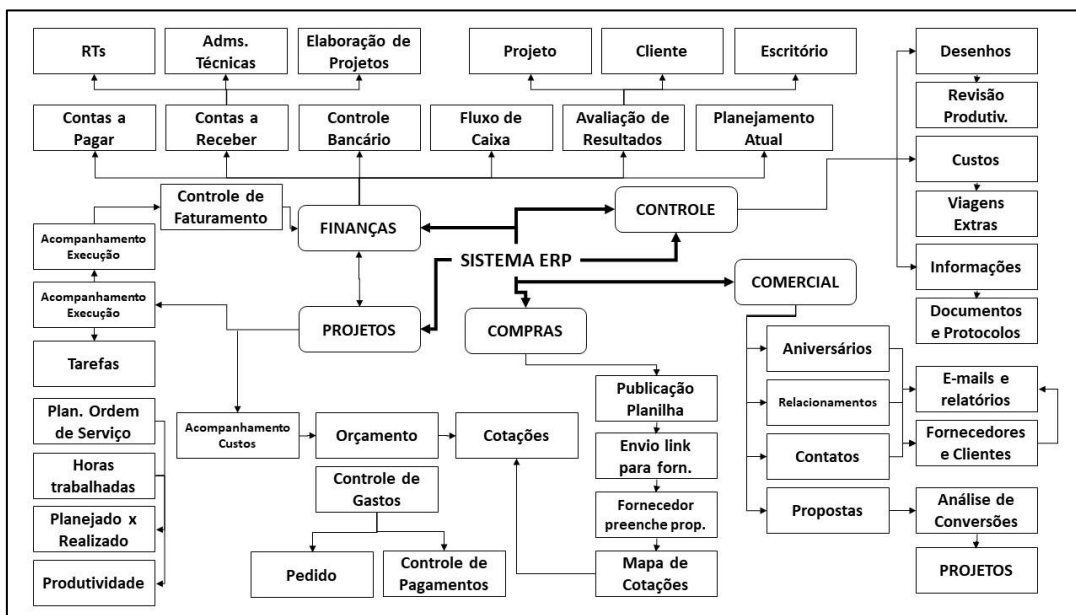 RTs
Adms.
Técnicas
Elaboração de
Projetos
Projeto
Cliente
Escritório
Desenhos
Revisão
Produtiv.
Contas a
Pagar
Contas a
Receber
Controle
Bancário
Fluxo de
Caixa
Avaliação de
Resultados
Planejamento
Atual
Custos
Viagens
Extras
Controle de
Faturamento
FINANÇAS
CONTROLE
Acompanhamento
Execução
SISTEMA ERP
Informações
Acompanhamento
Execução
PROJETOS
COMPRAS
COMERCIAL
Documentos
e Protocolos
Tarefas
Aniversários
Publicação
Planilha
E-mails e
relatórios
Relacionamentos
Plan. Ordem
de Serviço
Acompanhamento
Custos
Orçamento
Cotações
Envio link
para forn.
Fornecedores
e Clientes
Contatos
Horas
trabalhadas
Controle de
Gastos
Fornecedor
preenche prop.
Propostas
Análise de
Conversões
Planejado x
Realizado
Pedido
Controle de
Pagamentos
Mapa de
Cotações
PROJETOS
Produtividade